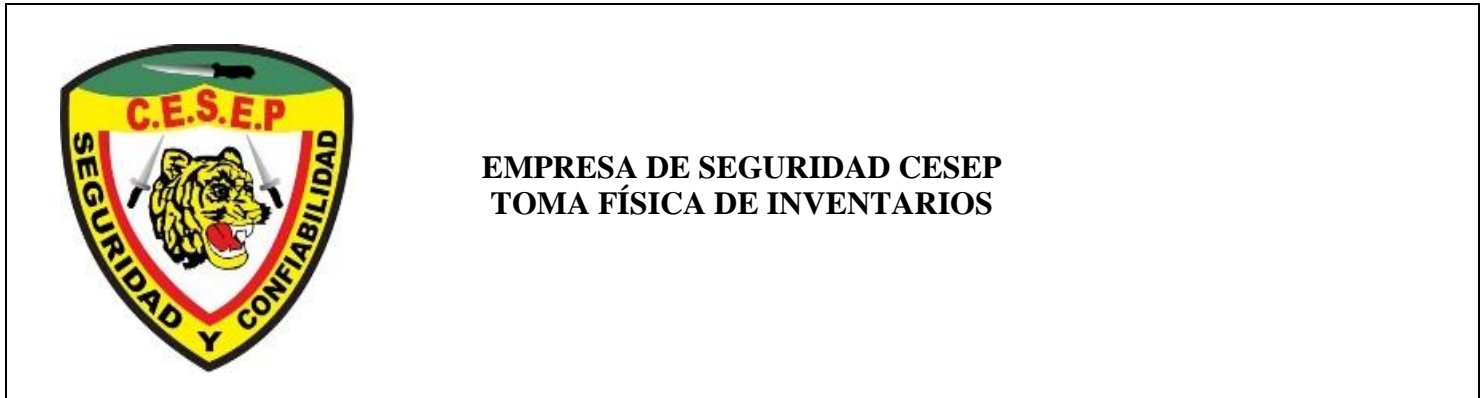 C.E.S.E.P
SEGURIDAD Y CONFIABILIDAD
EMPRESA DE SEGURIDAD CESEP
TOMA FÍSICA DE INVENTARIOS